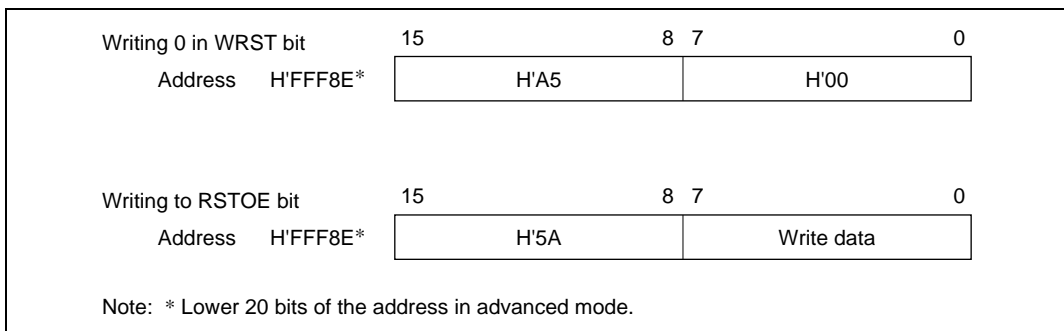 Writing 0 in WRST bit 15 8 7 0
Address H'FFF8E* H'A5 H'00
Writing to RSTOE bit 15 8 7 0
Address H'FFF8E* H'5A Write data
Note: * Lower 20 bits of the address in advanced mode.